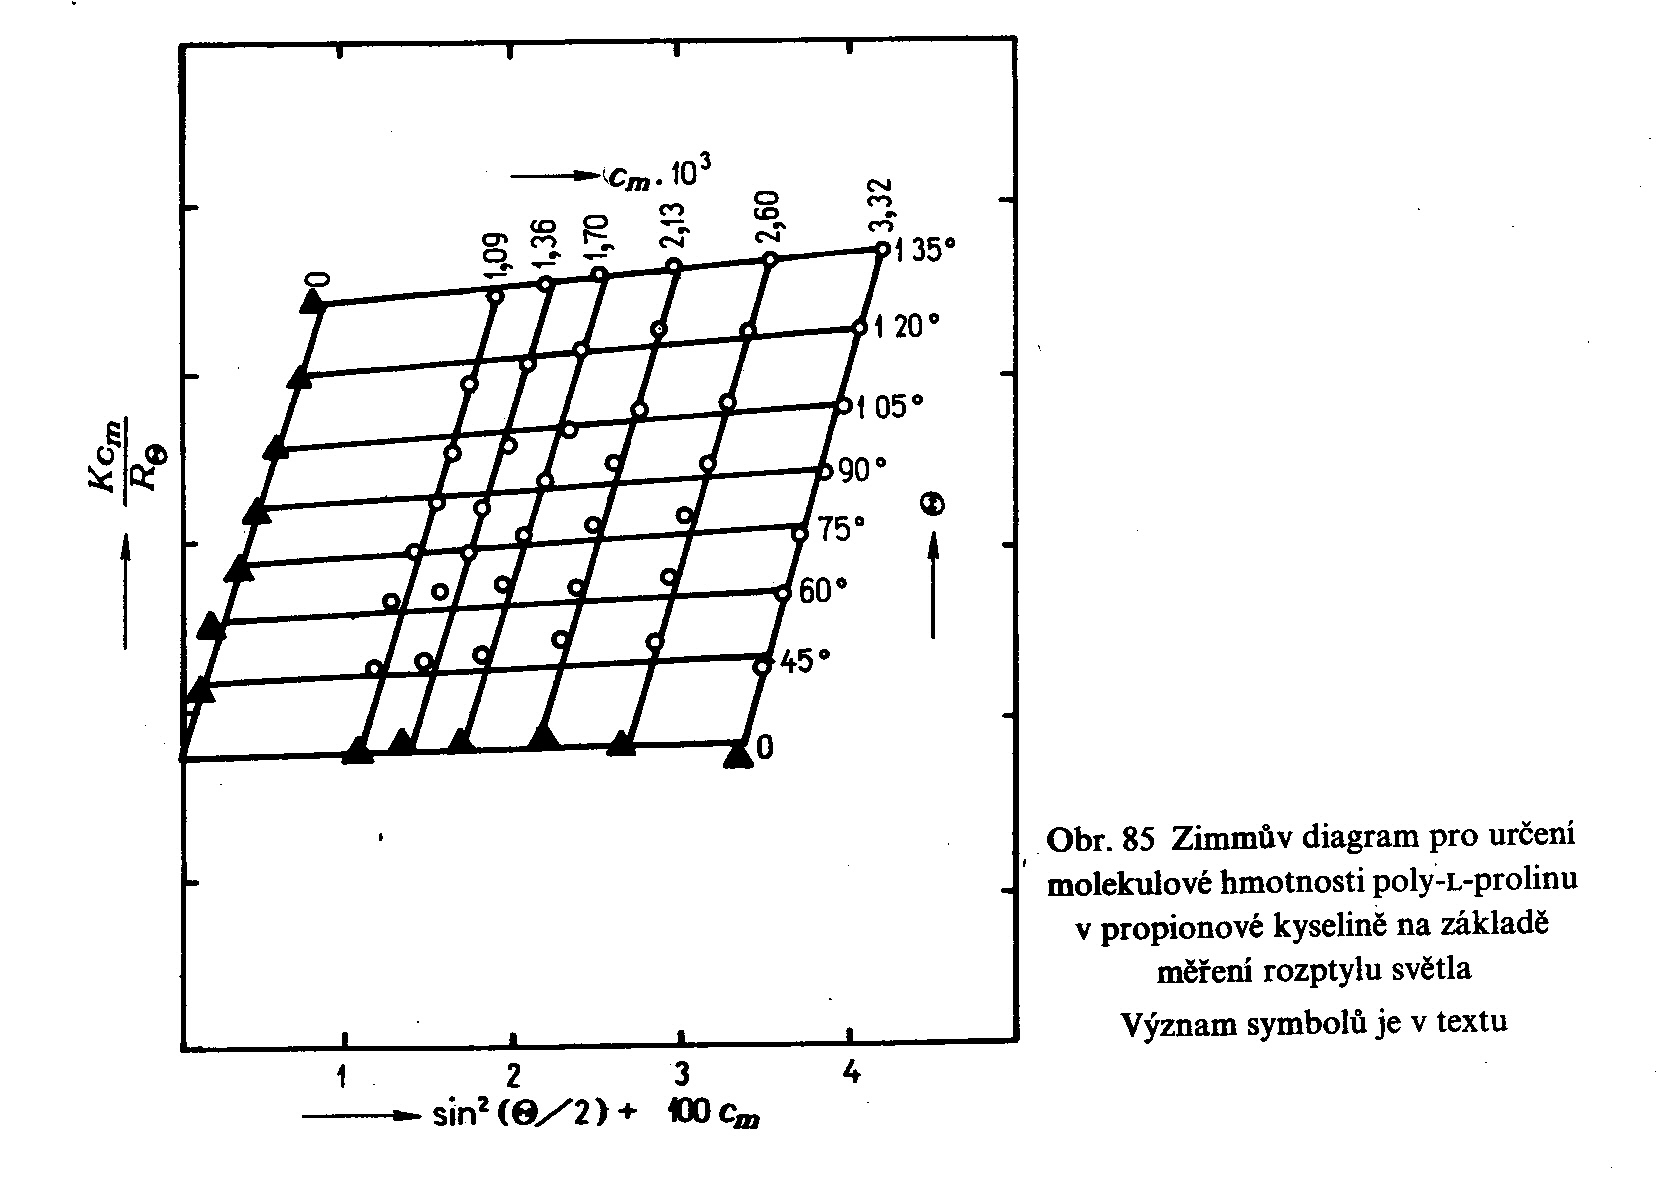 c_m . 10³
0 1,09 1,36 1,70 2,13 2,60 3,32
135°
120°
105°
90°
75°
60°
45°
0
Kc_m
R_Θ
Θ
1 2 3 4
sin² (Θ/2) + 100 c_m
Obr. 85 Zimmův diagram pro určení
molekulové hmotnosti poly-L-prolinu
v propionové kyselině na základě
měření rozptylu světla
Význam symbolů je v textu